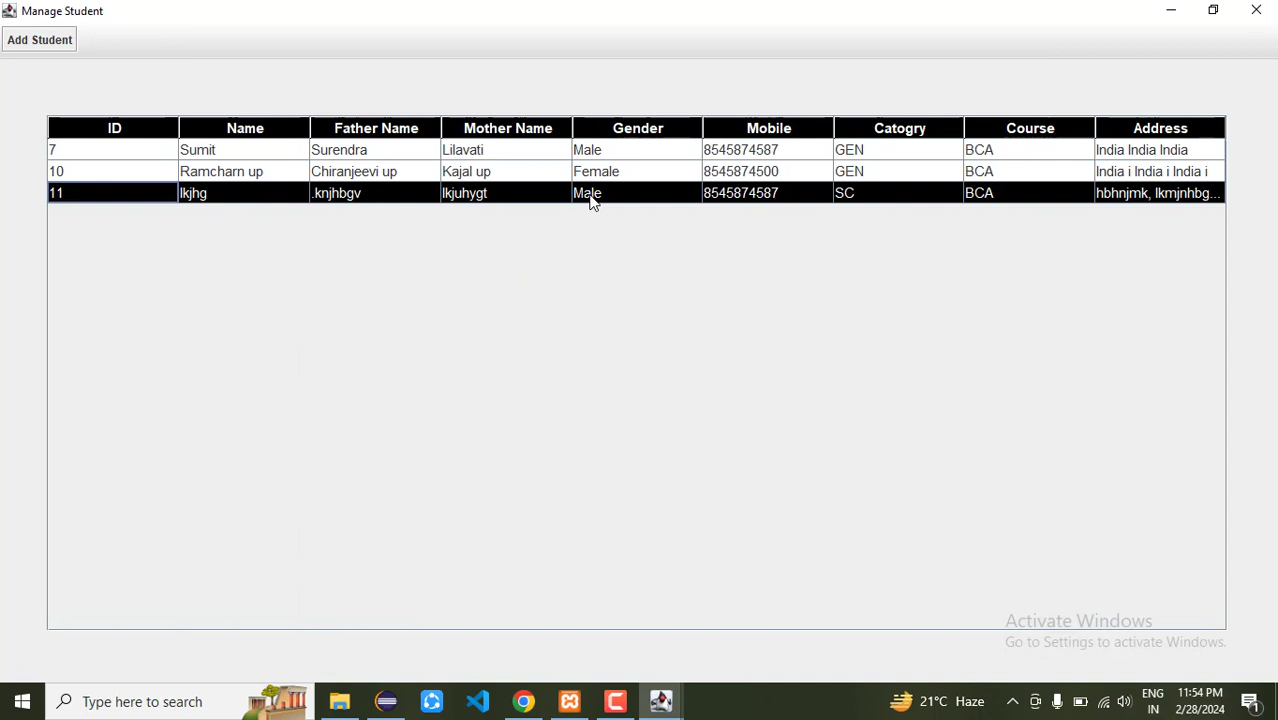 Manage Student
Add Student
ID Name Father Name Mother Name Gender Mobile Catogry Course Address
7 Sumit Surendra Lilavati Male 8545874587 GEN BCA India India India
10 Ramcharn up Chiranjeevi up Kajal up Female 8545874500 GEN BCA India i India i India i
11 lkjhg .knjhbgv lkjuhygt Male 8545874587 SC BCA hbhnjmk, lkmjnhbg...
Activate Windows
Go to Settings to activate Windows.
Type here to search
21°C Haze
ENG
IN
11:54 PM
2/28/2024
1